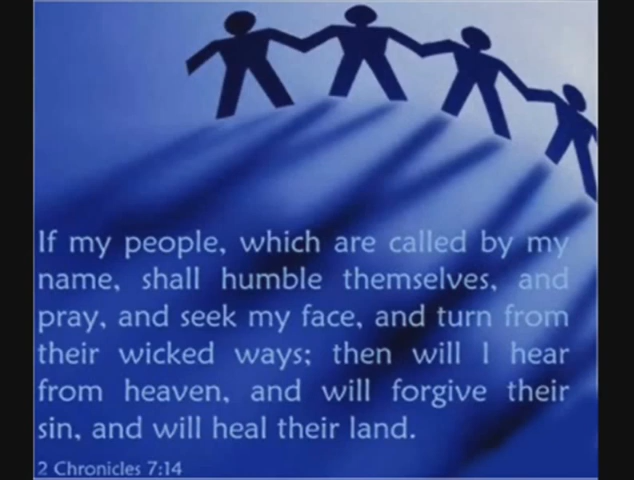 If my people, which are called by my
name, shall humble themselves, and
pray, and seek my face, and turn from
their wicked ways; then will I hear
from heaven, and will forgive their
sin, and will heal their land.
2 Chronicles 7:14